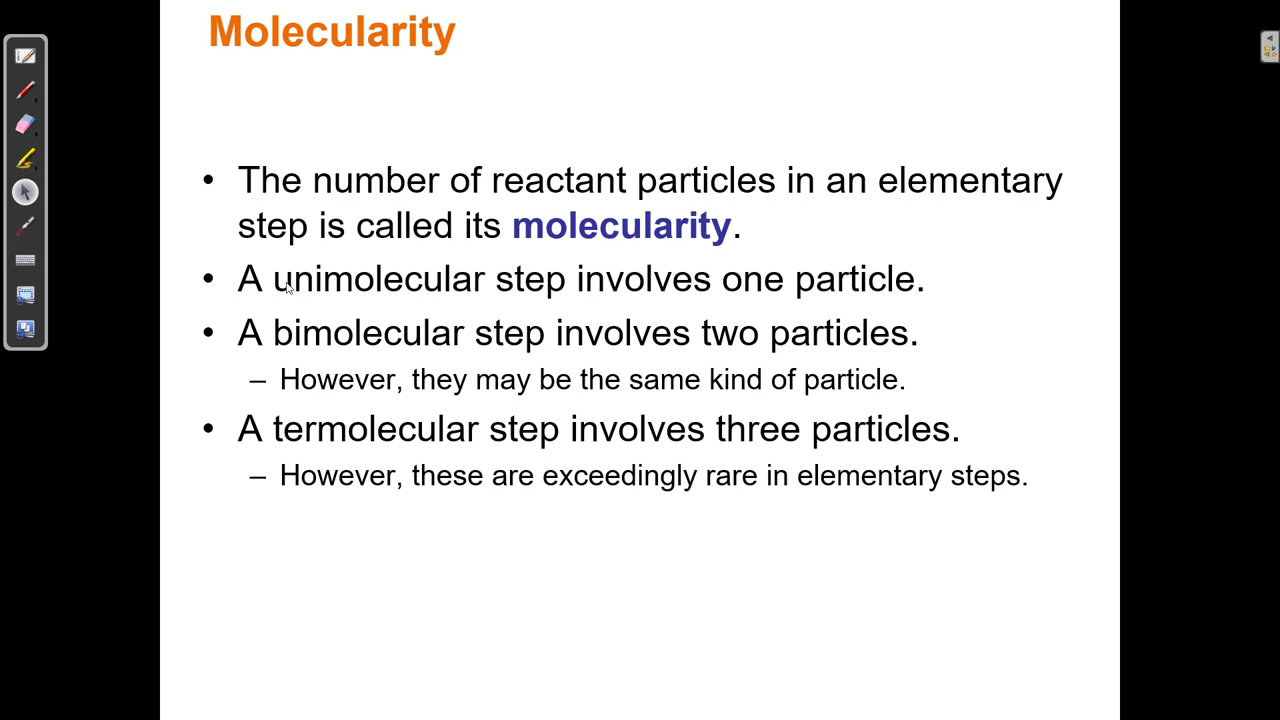 Molecularity
• The number of reactant particles in an elementary
step is called its molecularity.
• A unimolecular step involves one particle.
• A bimolecular step involves two particles.
– However, they may be the same kind of particle.
• A termolecular step involves three particles.
– However, these are exceedingly rare in elementary steps.